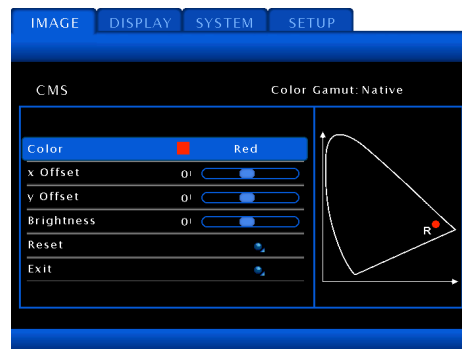 IMAGE DISPLAY SYSTEM SETUP
CMS Color Gamut: Native
Color Red
x Offset 0
y Offset 0
Brightness 0
Reset
Exit
R